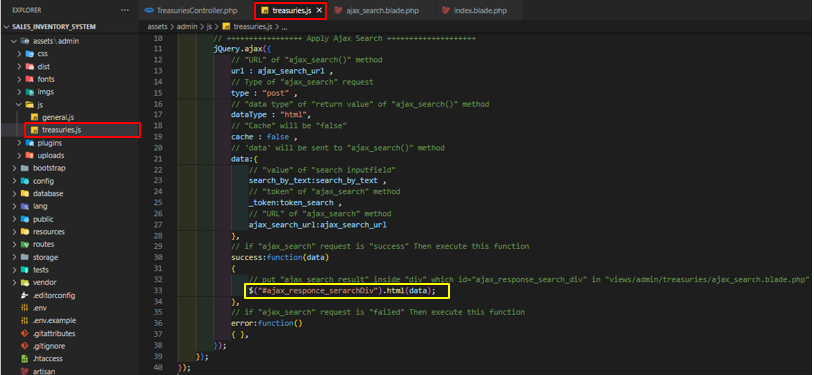 EXPLORER
SALES_INVENTORY_SYSTEM
assets\admin
css
dist
fonts
imgs
js
general.js
treasuries.js
plugins
uploads
bootstrap
config
database
lang
public
resources
routes
storage
tests
vendor
.editorconfig
.env
.env.example
.gitattributes
.gitignore
.htaccess
artisan
TreasuriesController.php
treasuries.js
ajax_search.blade.php
index.blade.php
assets > admin > js > treasuries.js > ...
10 // ++++++++++++++++ Apply Ajax Search ++++++++++++++++++++
11 jQuery.ajax({
12 // "URL" of "ajax_search()" method
13 url : ajax_search_url ,
14 // Type of "ajax_search" request
15 type : "post" ,
16 // "data type" of "return value" of "ajax_search()" method
17 dataType : "html",
18 // "Cache" will be "false"
19 cache : false ,
20 // 'data' will be sent to "ajax_search()" method
21 data:{
22 // "value" of "search inputfield"
23 search_by_text:search_by_text ,
24 // "token" of "ajax_search" method
25 _token:token_search ,
26 // "URL" of "ajax_search" method
27 ajax_search_url:ajax_search_url
28 },
29 // if "ajax_search" request is "success" Then execute this function
30 success:function(data)
31 {
32 // put "ajax search result" inside "div" which id="ajax_response_search_div" in "views/admin/treasuries/ajax_search.blade.php"
33 $("#ajax_responce_serarchDiv").html(data);
34 },
35 // if "ajax_search" request is "failed" Then execute this function
36 error:function()
37 { },
38 });
39 });
40 });